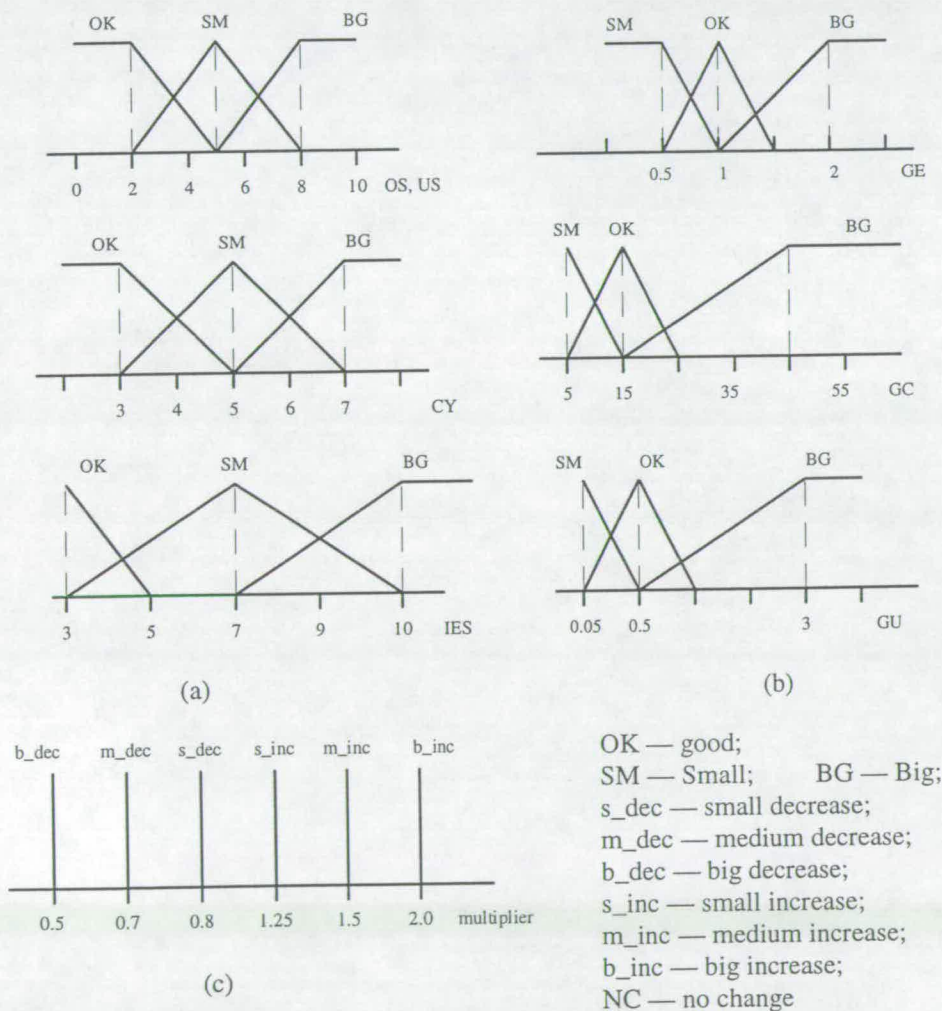 OK SM BG
0 2 4 6 8 10 OS, US
SM OK BG
0.5 1 2 GE
OK SM BG
3 4 5 6 7 CY
SM OK BG
5 15 35 55 GC
OK SM BG
3 5 7 9 10 IES
SM OK BG
0.05 0.5 3 GU
(a)
(b)
b_dec m_dec s_dec s_inc m_inc b_inc
0.5 0.7 0.8 1.25 1.5 2.0 multiplier
(c)
OK — good;
SM — Small; BG — Big;
s_dec — small decrease;
m_dec — medium decrease;
b_dec — big decrease;
s_inc — small increase;
m_inc — medium increase;
b_inc — big increase;
NC — no change